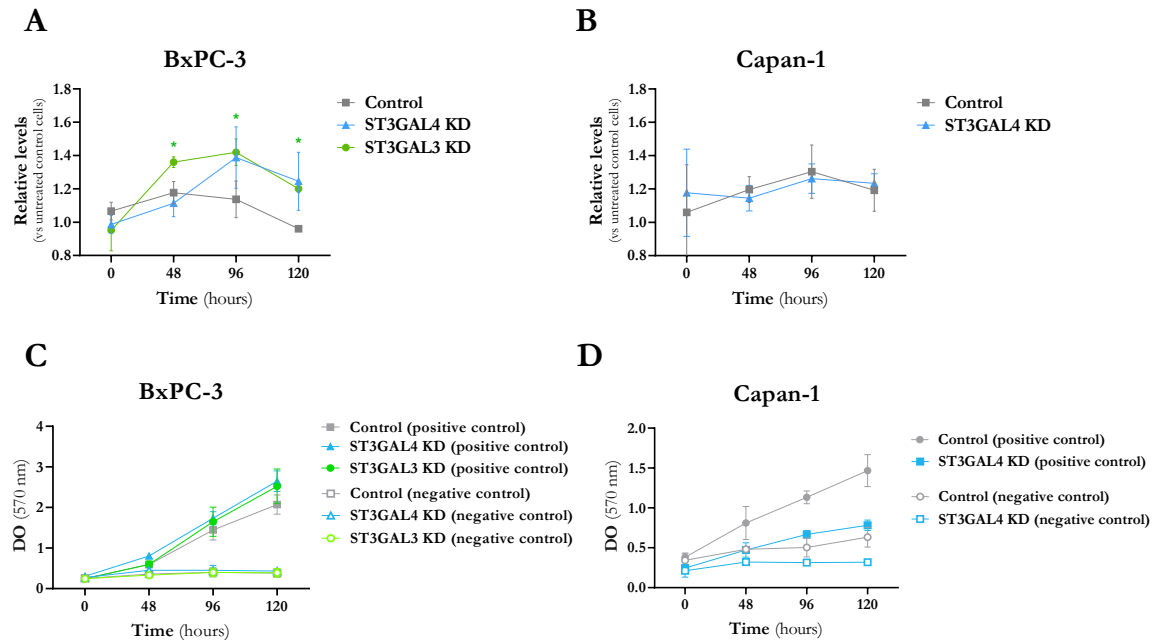 A
BxPC-3
Relative levels
(vs untreated control cells)
1.8
1.6
1.4
1.2
1.0
0.8
*
*
*
0
48
96
120
Time (hours)
Control
ST3GAL4 KD
ST3GAL3 KD
B
Capan-1
Relative levels
(vs untreated control cells)
1.8
1.6
1.4
1.2
1.0
0.8
0
48
96
120
Time (hours)
Control
ST3GAL4 KD
C
BxPC-3
DO (570 nm)
4
3
2
1
0
0
48
96
120
Time (hours)
Control (positive control)
ST3GAL4 KD (positive control)
ST3GAL3 KD (positive control)
Control (negative control)
ST3GAL4 KD (negative control)
ST3GAL3 KD (negative control)
D
Capan-1
DO (570 nm)
2.0
1.5
1.0
0.5
0.0
0
48
96
120
Time (hours)
Control (positive control)
ST3GAL4 KD (positive control)
Control (negative control)
ST3GAL4 KD (negative control)